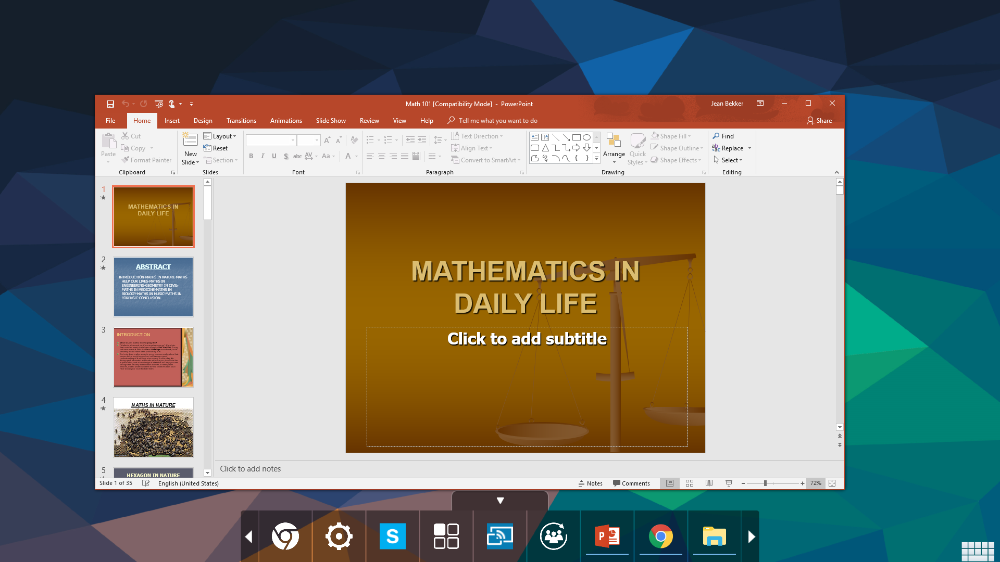 Math 101 [Compatibility Mode] - PowerPoint
Jean Bekker
File Home Insert Design Transitions Animations Slide Show Review View Help Tell me what you want to do Share
Paste
Cut
Copy
Format Painter
Clipboard
New Slide
Layout
Reset
Section
Slides
B I U S abc AV Aa A
Font
Text Direction
Align Text
Convert to SmartArt
Paragraph
Arrange
Quick Styles
Shape Fill
Shape Outline
Shape Effects
Drawing
Find
Replace
Select
Editing
1
MATHEMATICS IN
DAILY LIFE
2
ABSTRACT
INTRODUCTION-MATHS IN NATURE-MATHS
HELP OUR LIVES-MATHS IN
ENGINEERING-GEOMETRY IN CIVIL-
MATHS IN MEDICINE-MATHS IN
BIOLOGY-MATHS IN MUSIC-MATHS IN
FORENSIC-CONCLUSION.
3
INTRODUCTION
4
MATHS IN NATURE
5
HEXAGON IN NATURE
MATHEMATICS IN
DAILY LIFE
Click to add subtitle
Click to add notes
Slide 1 of 35 English (United States) Notes Comments 72%
S
P